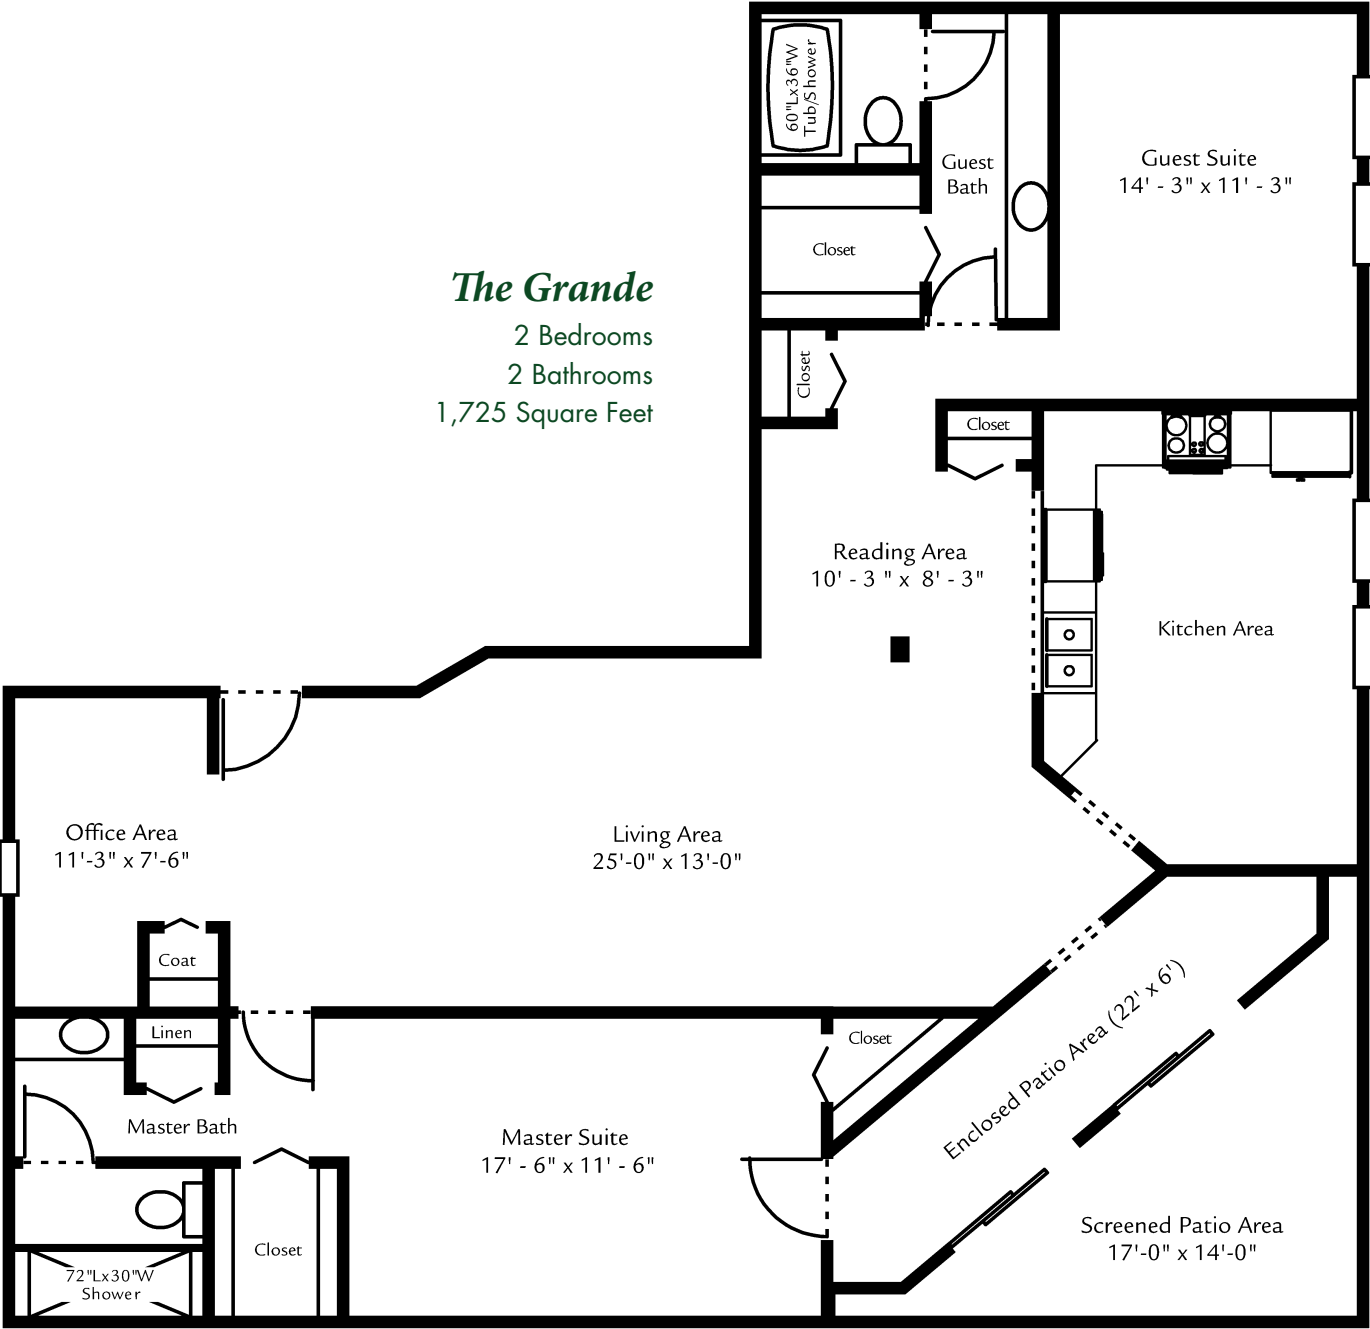 60"Lx36"W
Tub/Shower
Guest
Bath
Guest Suite
14' - 3" x 11' - 3"
Closet
The Grande
2 Bedrooms
2 Bathrooms
1,725 Square Feet
Closet
Closet
Reading Area
10' - 3 " x  8' - 3"
Kitchen Area
Office Area
11'-3" x 7'-6"
Living Area
25'-0" x 13'-0"
Coat
Linen
Closet
Enclosed Patio Area (22' x 6')
Master Bath
Master Suite
17' - 6" x 11' - 6"
Closet
Screened Patio Area
17'-0" x 14'-0"
72"Lx30"W
Shower